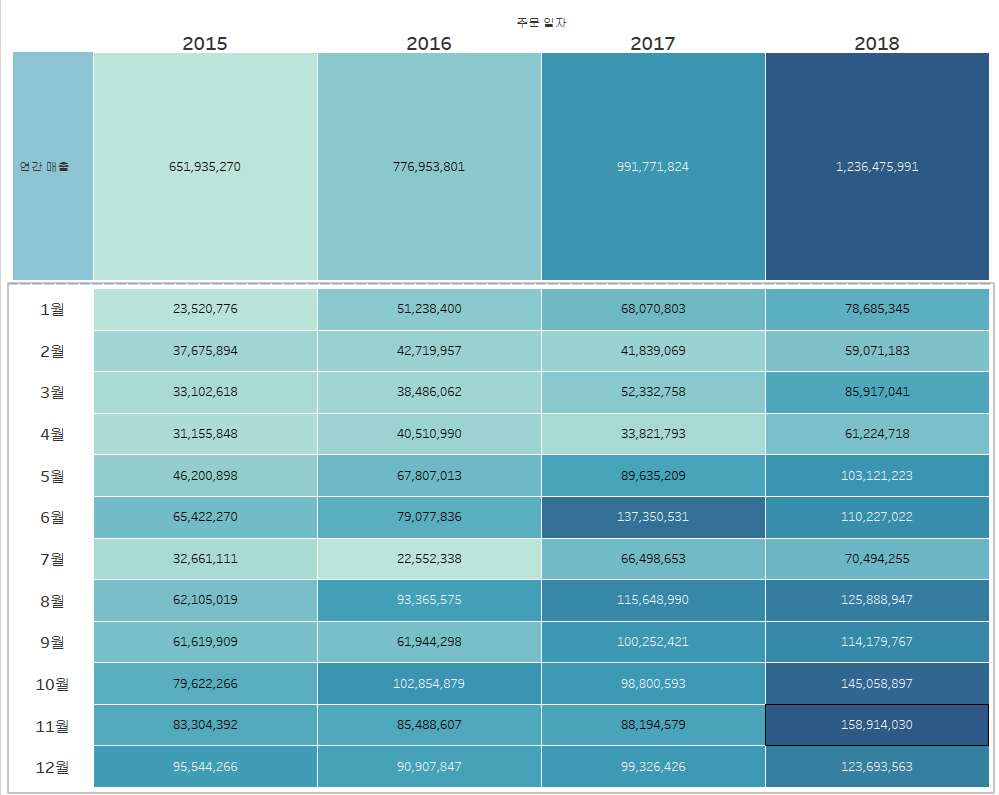 주문 일자
2015 2016 2017 2018
연간 매출 651,935,270 776,953,801 991,771,824 1,236,475,991
1월 23,520,776 51,238,400 68,070,803 78,685,345
2월 37,675,894 42,719,957 41,839,069 59,071,183
3월 33,102,618 38,486,062 52,332,758 85,917,041
4월 31,155,848 40,510,990 33,821,793 61,224,718
5월 46,200,898 67,807,013 89,635,209 103,121,223
6월 65,422,270 79,077,836 137,350,531 110,227,022
7월 32,661,111 22,552,338 66,498,653 70,494,255
8월 62,105,019 93,365,575 115,648,990 125,888,947
9월 61,619,909 61,944,298 100,252,421 114,179,767
10월 79,622,266 102,854,879 98,800,593 145,058,897
11월 83,304,392 85,488,607 88,194,579 158,914,030
12월 95,544,266 90,907,847 99,326,426 123,693,563